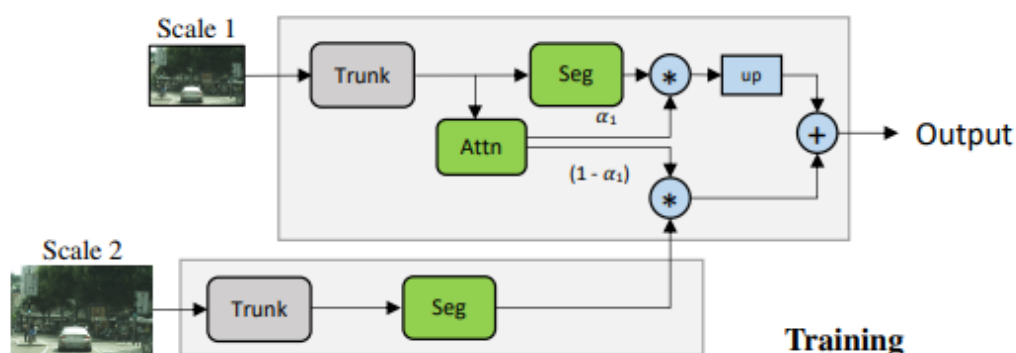 Scale 1
Trunk
Seg
*
up
α₁
Attn
+
Output
(1 - α₁)
*
Scale 2
Trunk
Seg
Training